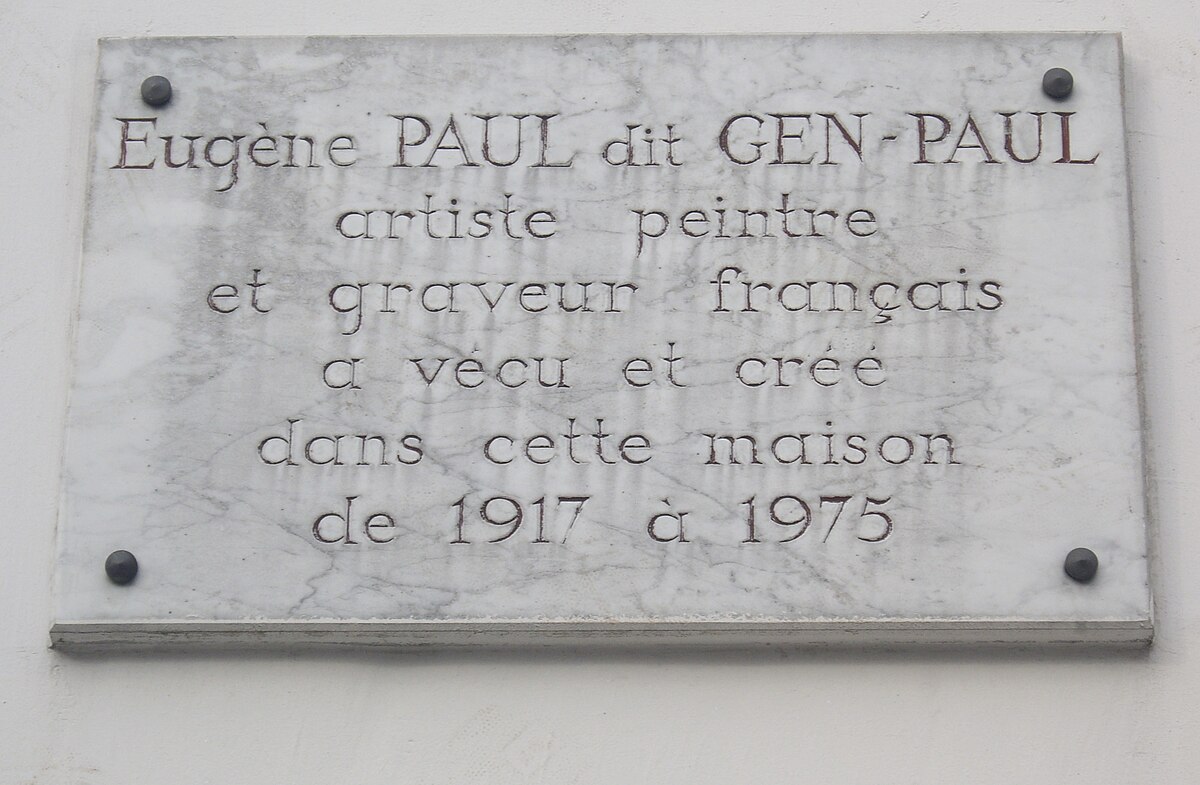 Eugène PAUL dit GEN-PAUL
artiste peintre
et graveur français
a vécu et créé
dans cette maison
de 1917 à 1975